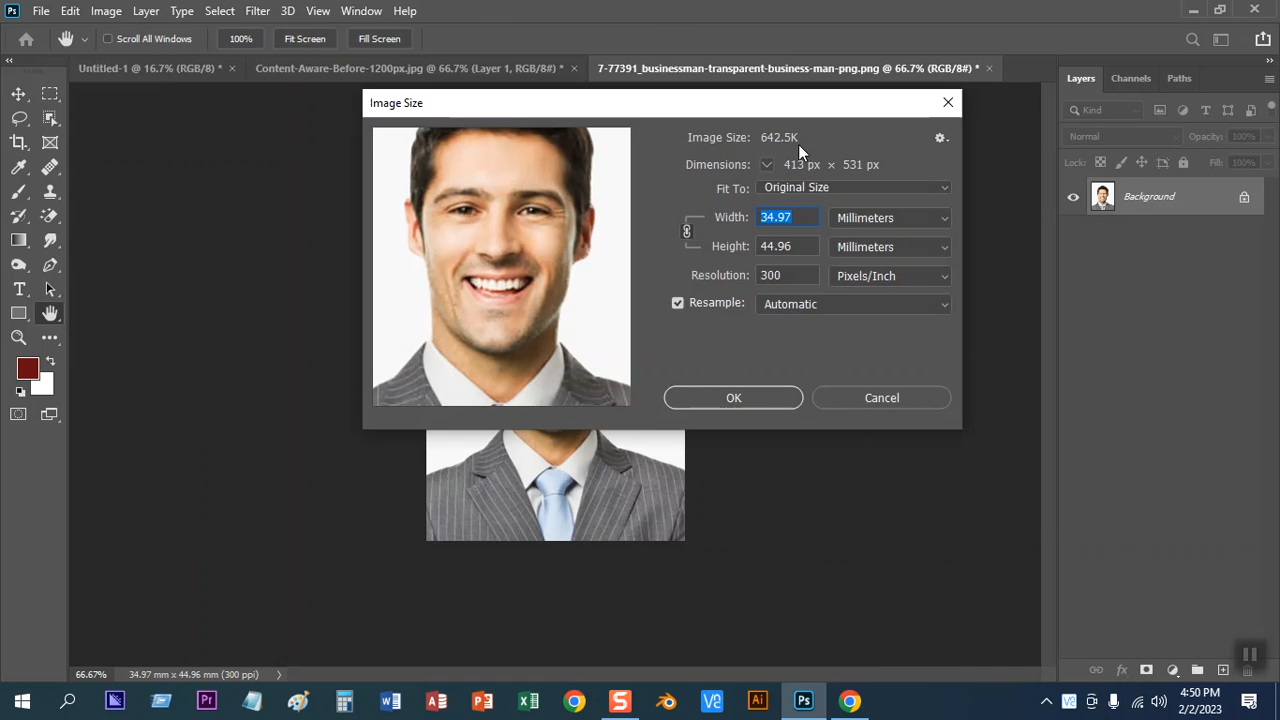 Ps File Edit Image Layer Type Select Filter 3D View Window Help
Scroll All Windows 100% Fit Screen Fill Screen
Untitled-1 @ 16.7% (RGB/8) * × Content-Aware-Before-1200px.jpg @ 66.7% (Layer 1, RGB/8#) * × 7-77391_businessman-transparent-business-man-png.png @ 66.7% (RGB/8#) * ×
Layers Channels Paths
Kind
Normal Opacity: 100%
Lock: Fill: 100%
Background
Image Size
Image Size: 642.5K
Dimensions: 413 px × 531 px
Fit To: Original Size
Width: 34.97 Millimeters
Height: 44.96 Millimeters
Resolution: 300 Pixels/Inch
Resample: Automatic
OK Cancel
66.67% 34.97 mm x 44.96 mm (300 ppi)
4:50 PM
2/2/2023